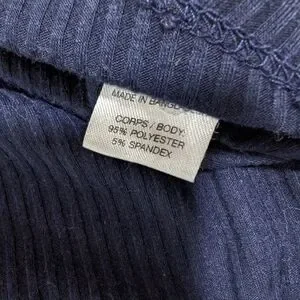 MADE IN
CORPS / BODY:
95% POLYESTER
5% SPANDEX